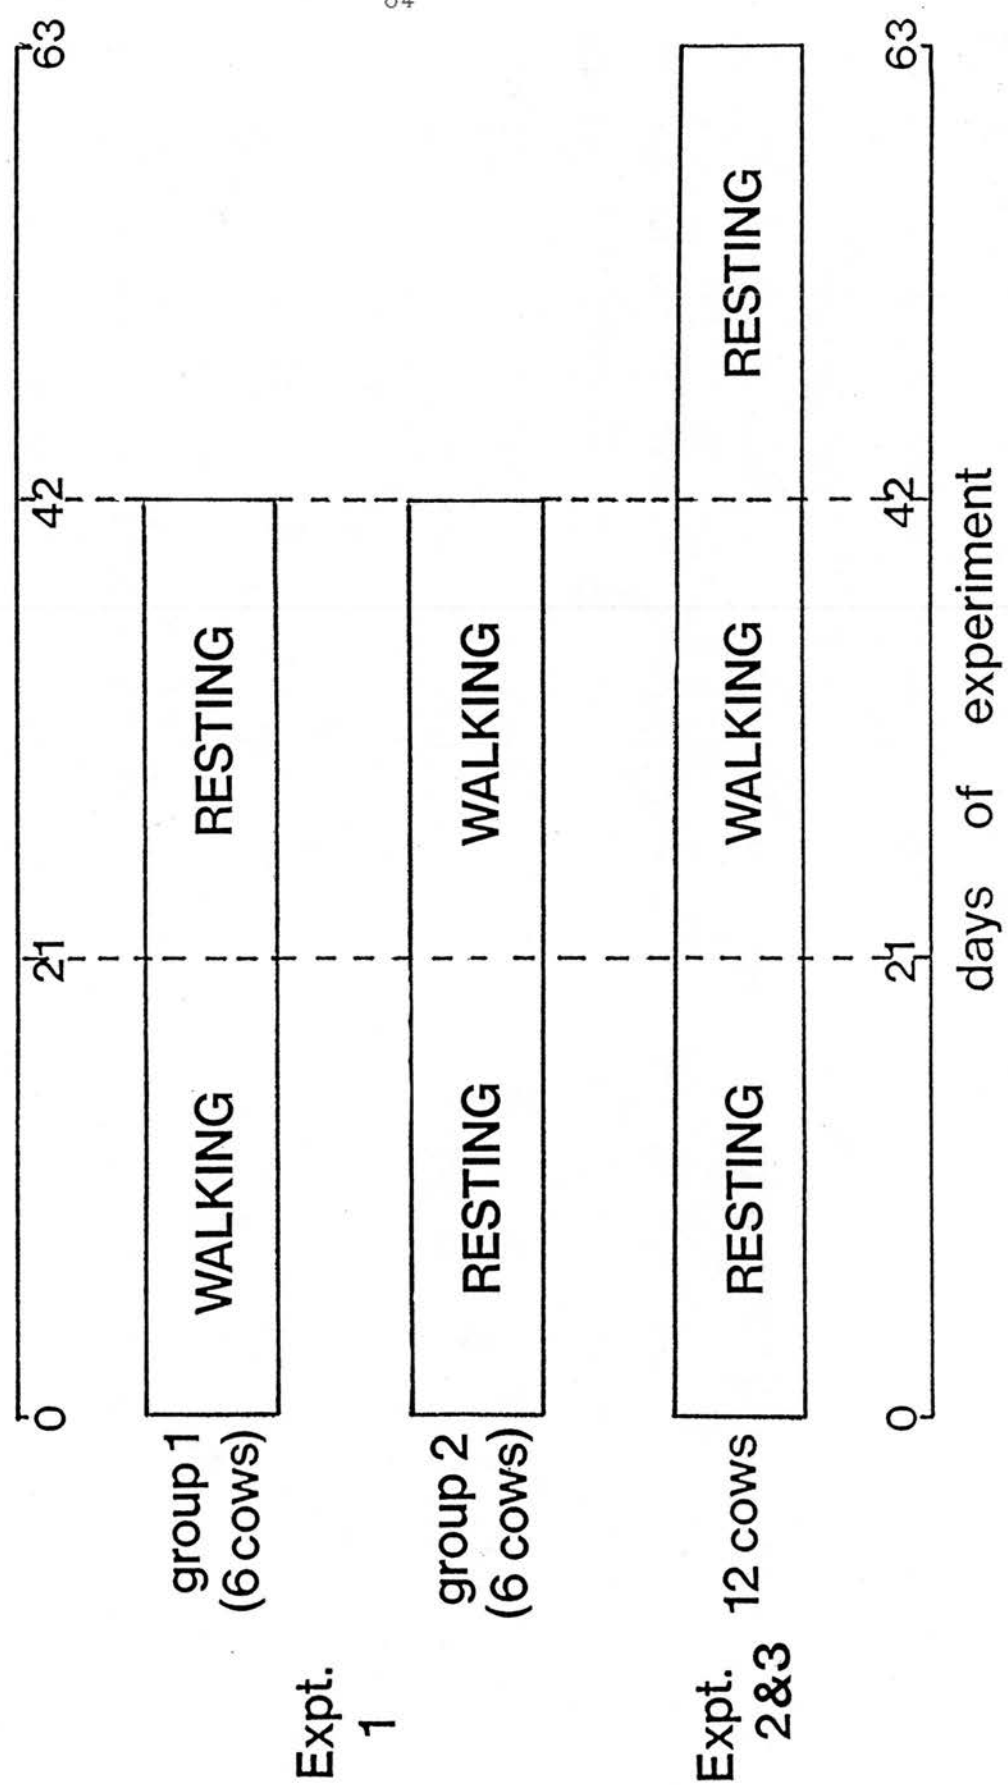 0 21 42 63
Expt.
1
group 1
(6 cows)
WALKING RESTING
group 2
(6 cows)
RESTING WALKING
Expt.
2&3
12 cows
RESTING WALKING RESTING
0 21 42 63
days of experiment